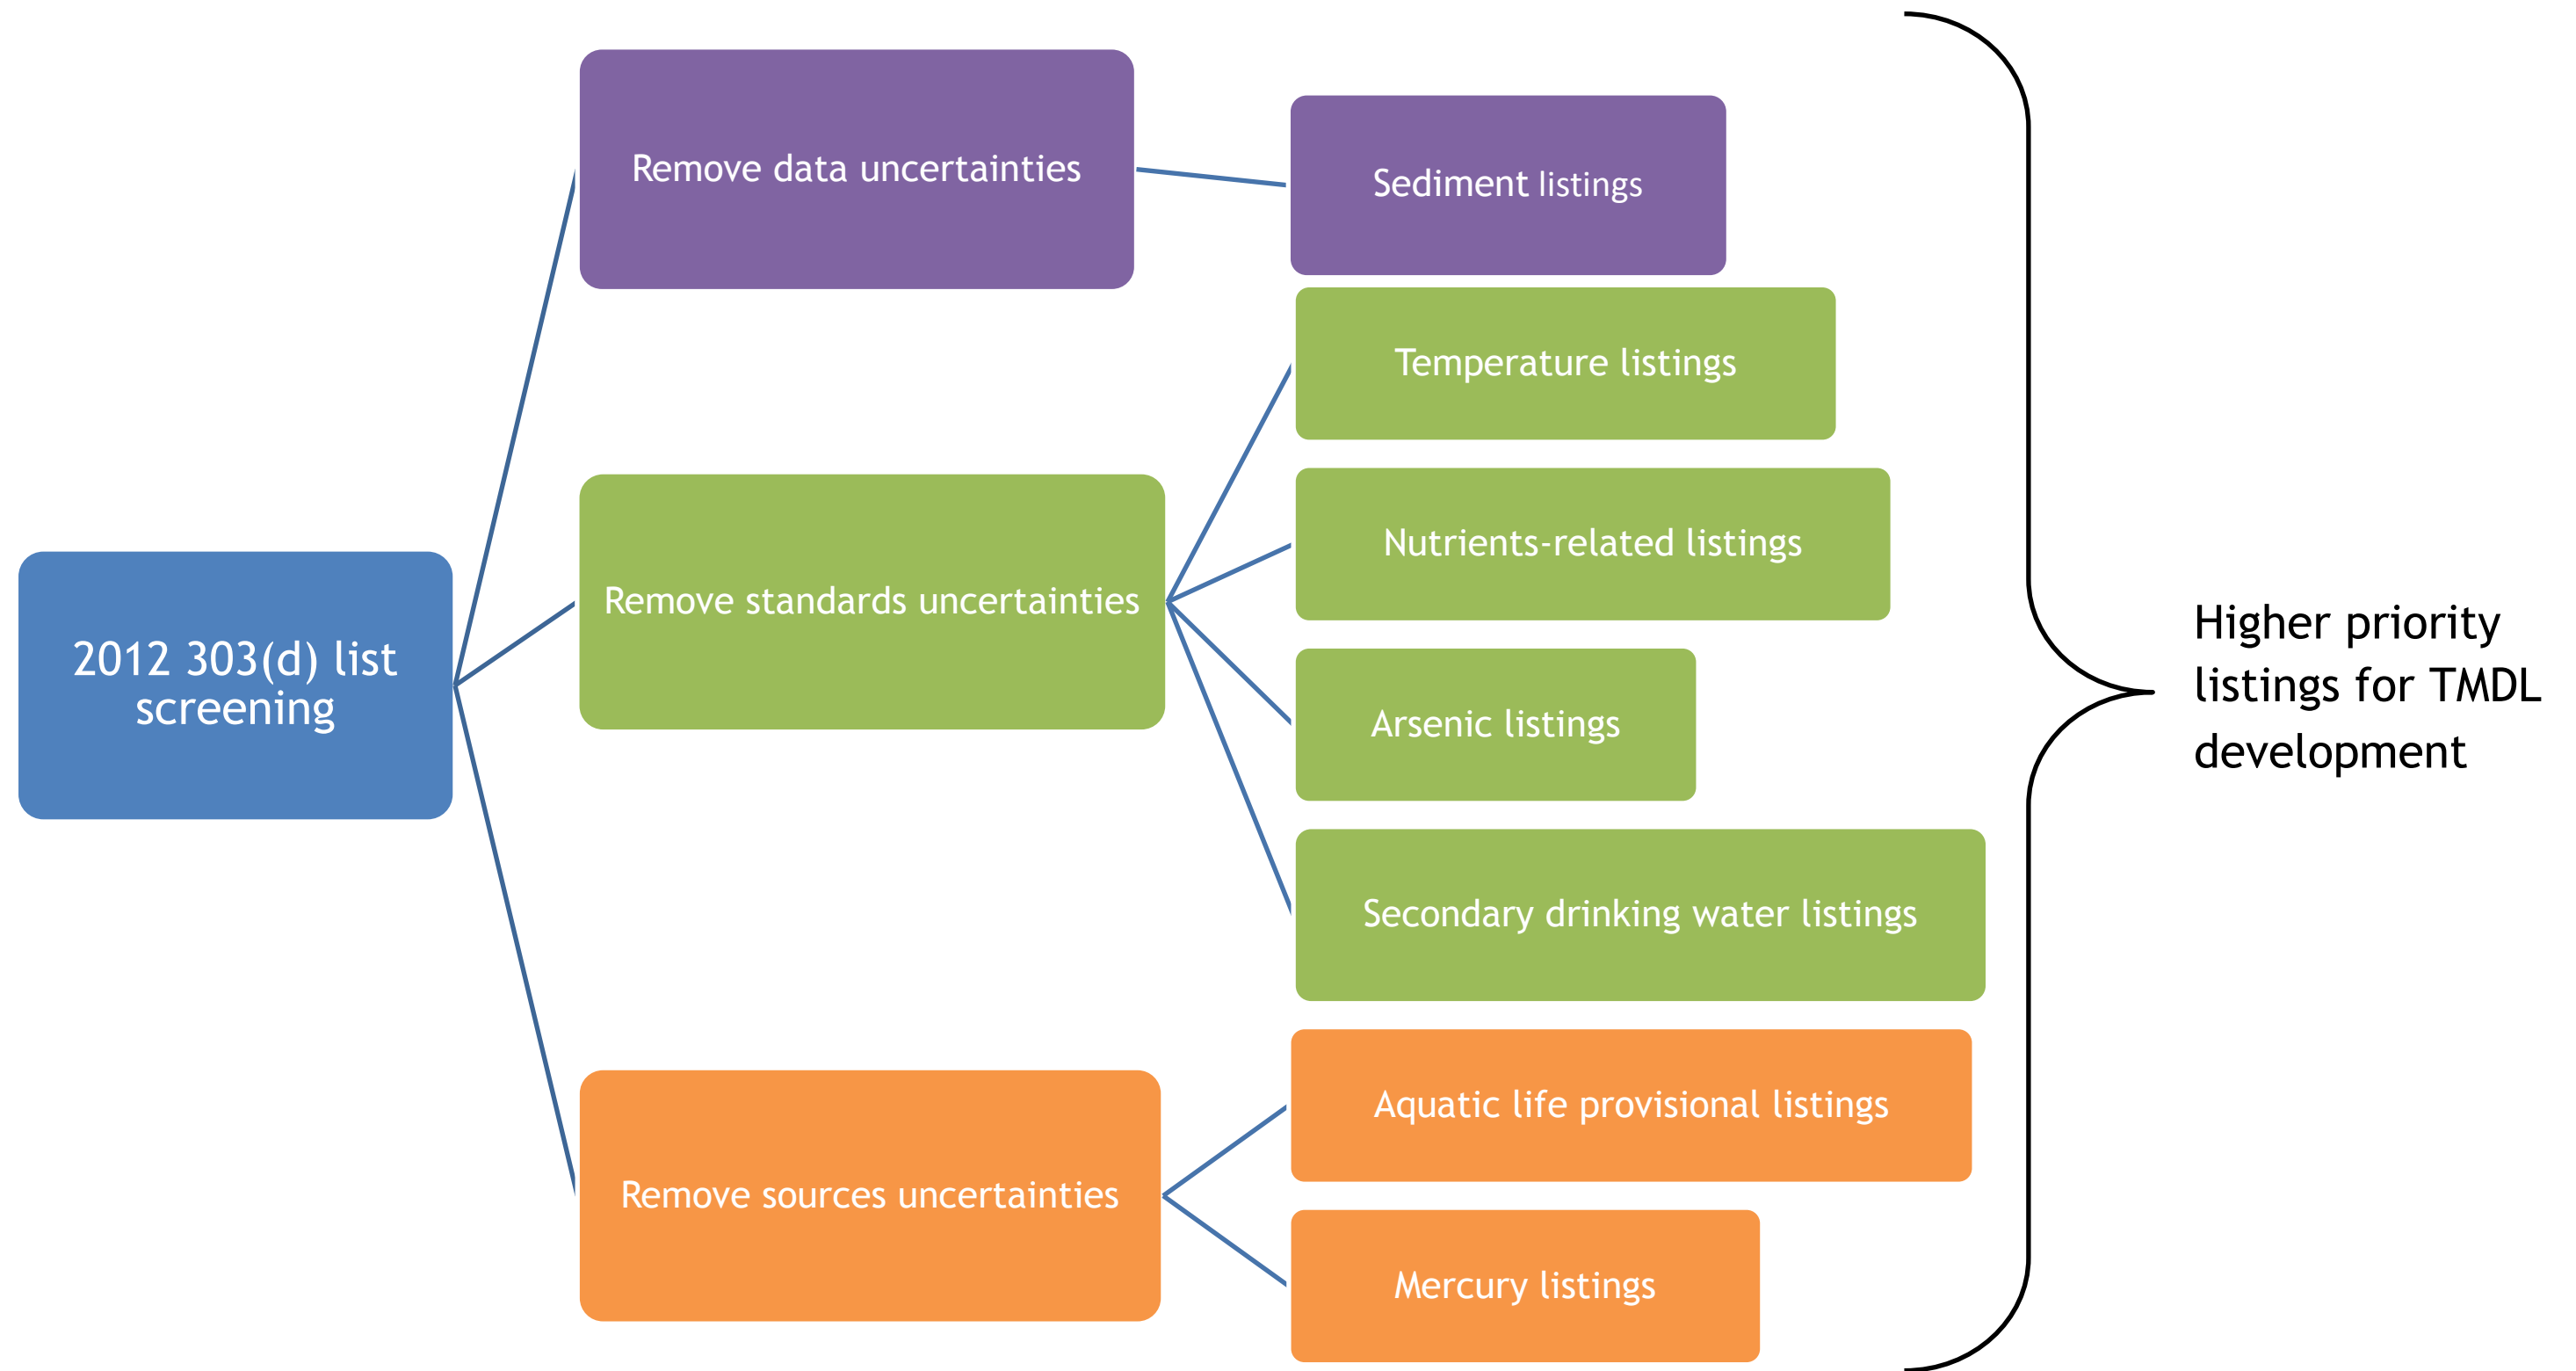 2012 303(d) list
screening
Remove data uncertainties
Sediment listings
Remove standards uncertainties
Temperature listings
Nutrients-related listings
Arsenic listings
Secondary drinking water listings
Remove sources uncertainties
Aquatic life provisional listings
Mercury listings
Higher priority
listings for TMDL
development